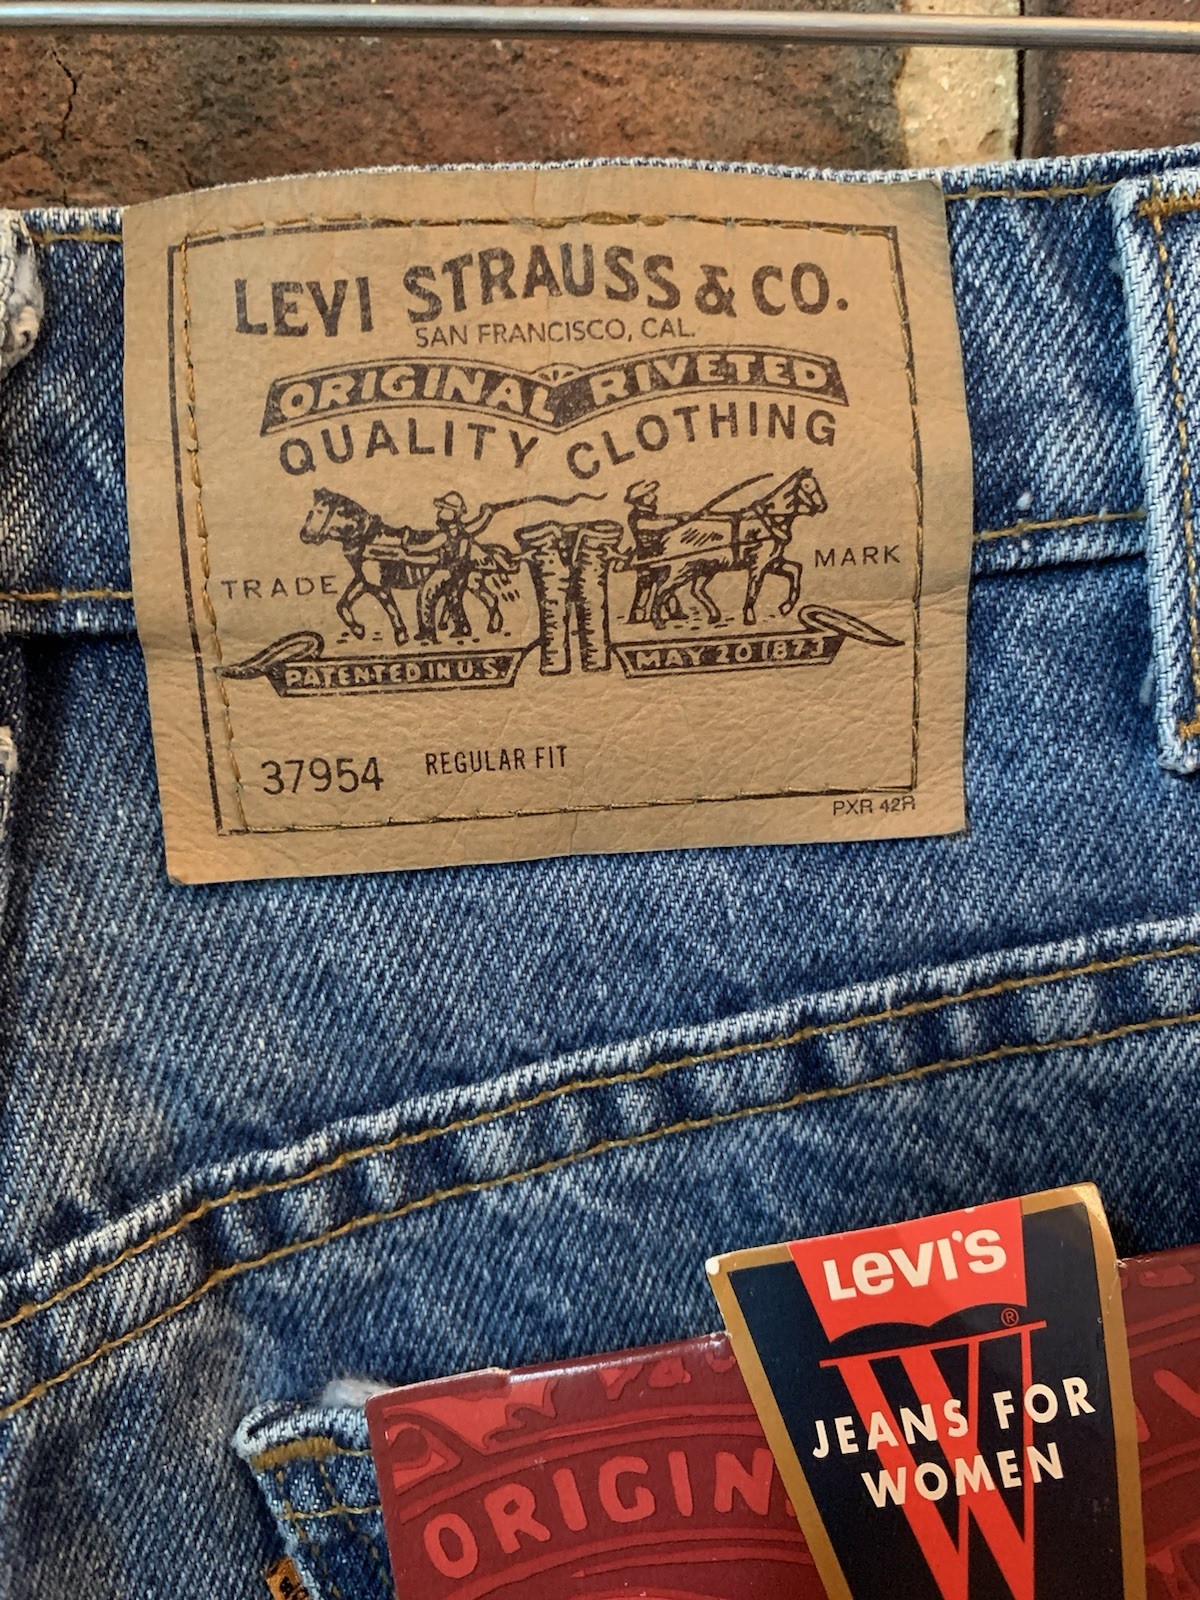 LEVI STRAUSS & CO.
SAN FRANCISCO, CAL.
ORIGINAL RIVETED
QUALITY CLOTHING
TRADE MARK
PATENTED IN U.S. MAY 20 1873
37954 REGULAR FIT
PXR 42R
LEVI'S
®
W
JEANS FOR
WOMEN
ORIGIN